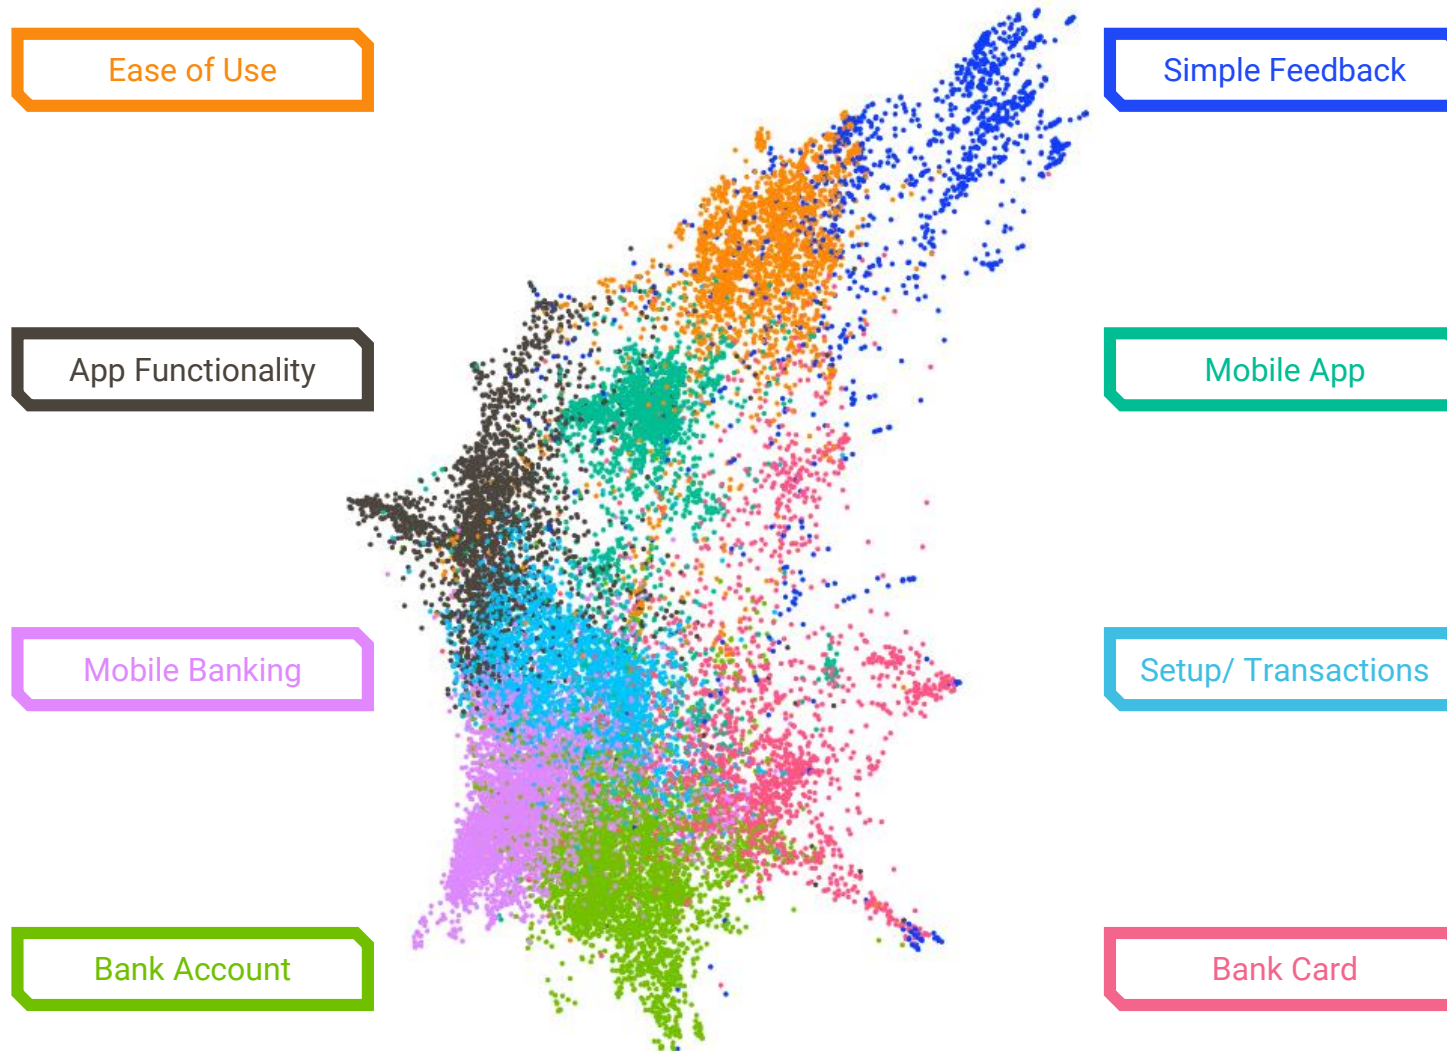 Ease of Use
Simple Feedback
App Functionality
Mobile App
Mobile Banking
Setup/ Transactions
Bank Account
Bank Card